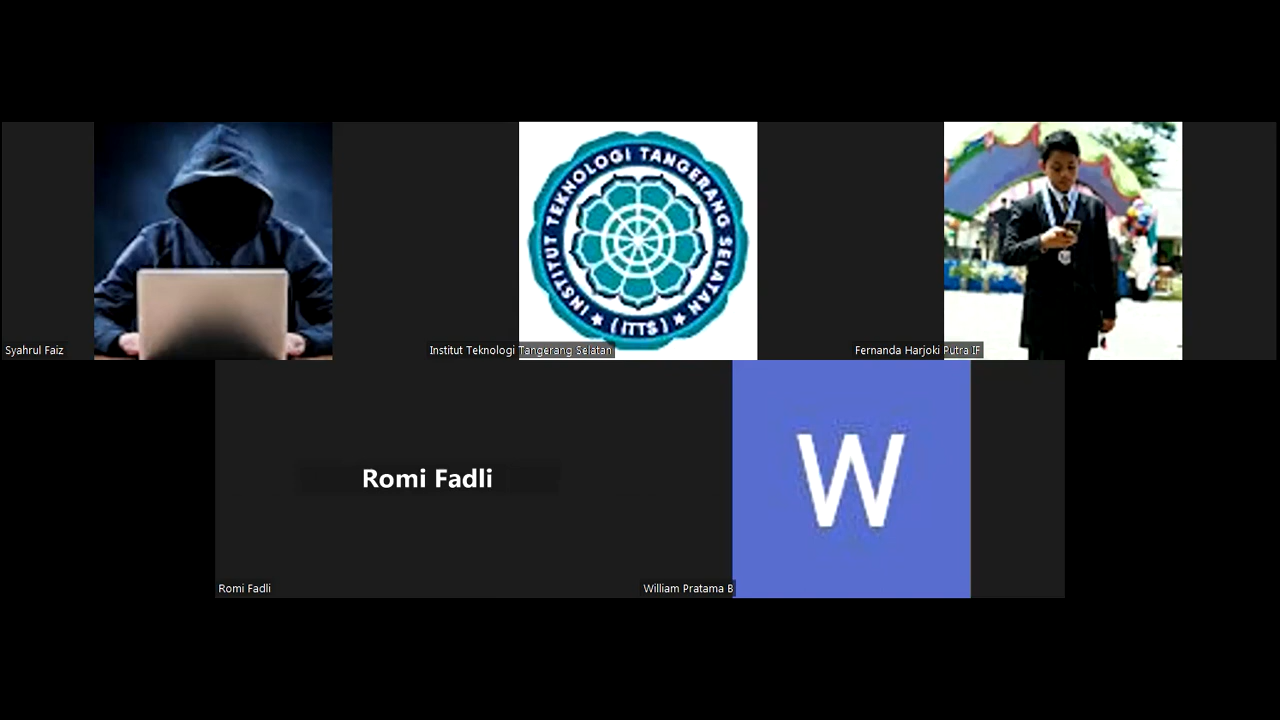 INSTITUT TEKNOLOGI TANGERANG SELATAN
(ITTS)
Syahrul Faiz
Institut Teknologi Tangerang Selatan
Fernanda Harjoki Putra IF
Romi Fadli
W
Romi Fadli
William Pratama B